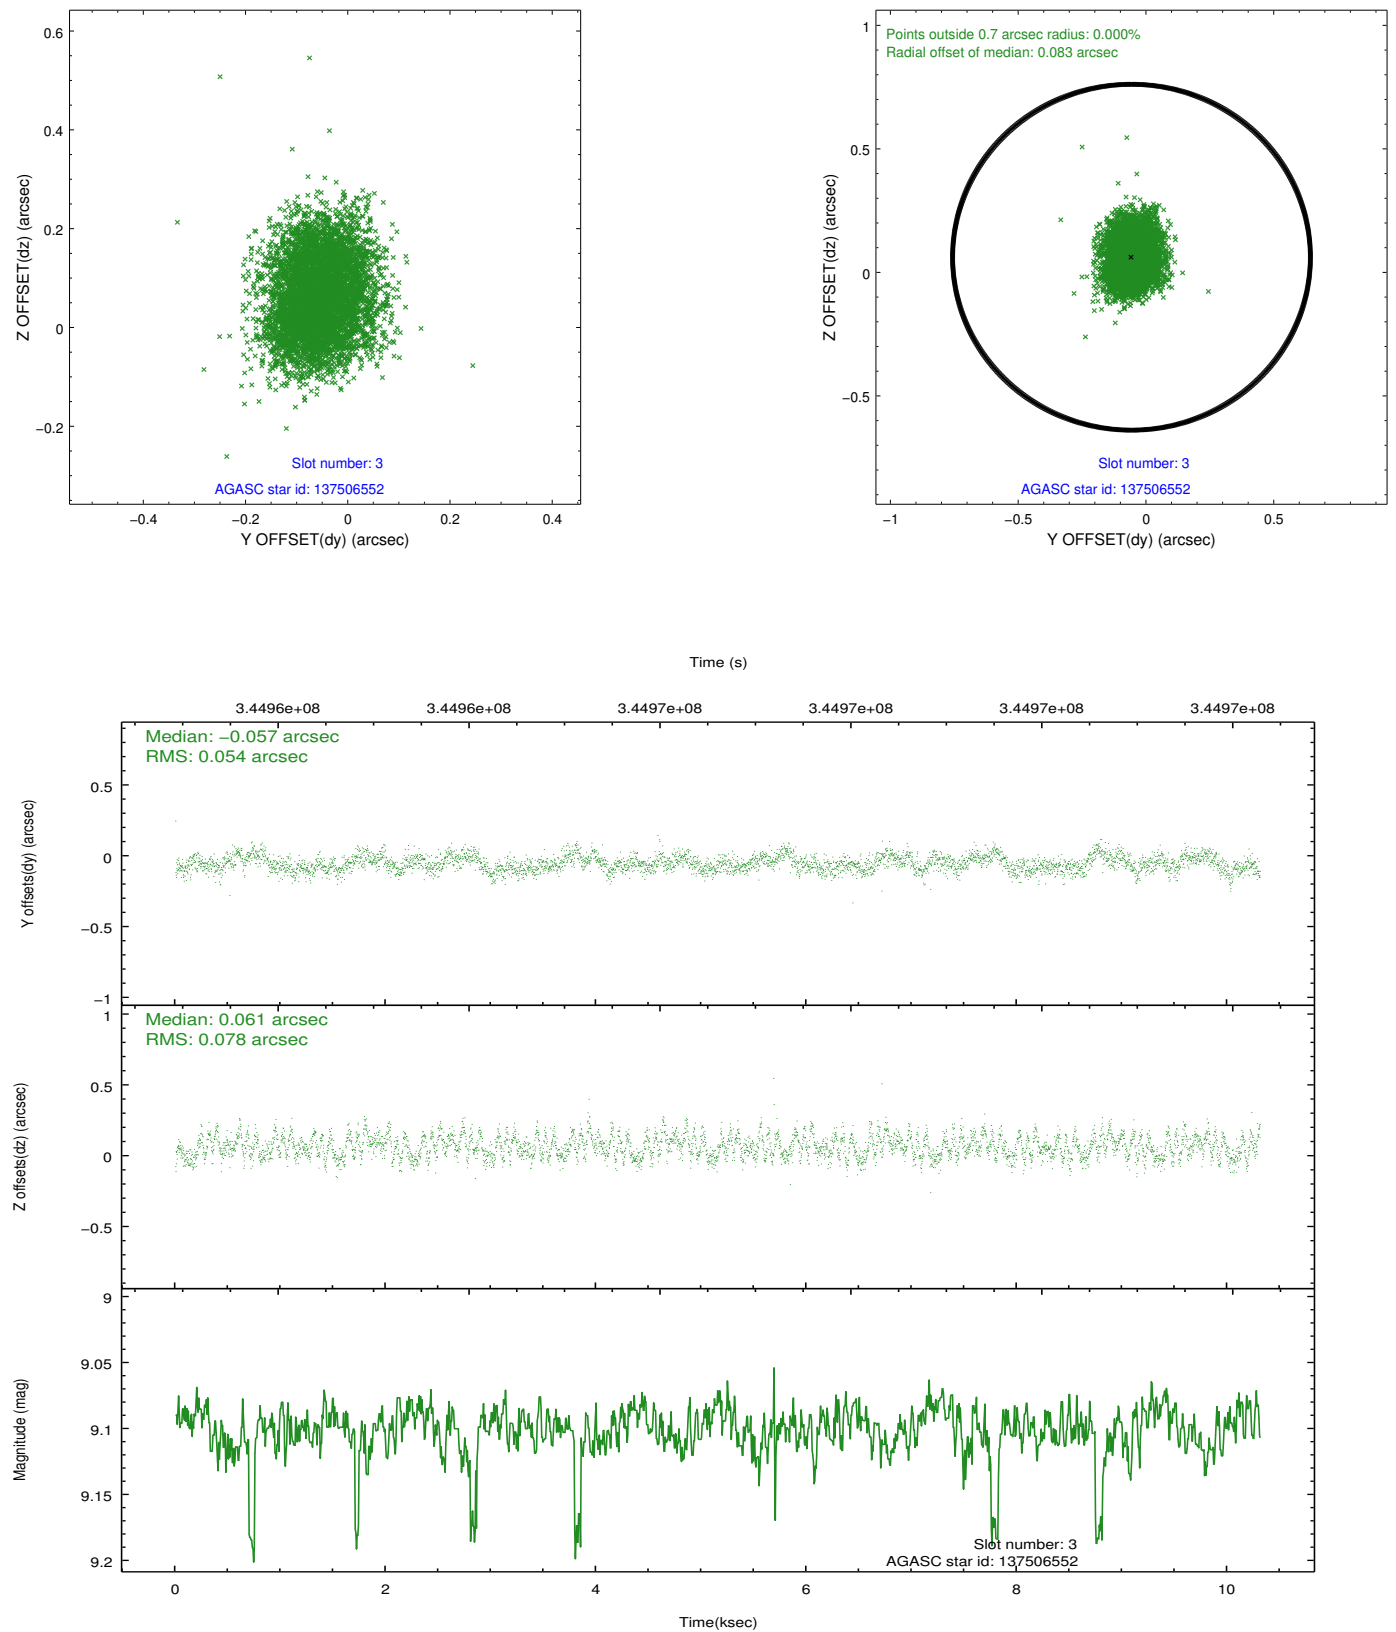 0.6
0.4
0.2
0
−0.2
Z OFFSET(dz) (arcsec)
Slot number: 3
AGASC star id: 137506552
−0.4 −0.2 0 0.2 0.4
Y OFFSET(dy) (arcsec)
Points outside 0.7 arcsec radius: 0.000%
Radial offset of median: 0.083 arcsec
1
0.5
0
−0.5
Z OFFSET(dz) (arcsec)
Slot number: 3
AGASC star id: 137506552
−1 −0.5 0 0.5
Y OFFSET(dy) (arcsec)
Time (s)
3.4496e+08 3.4496e+08 3.4497e+08 3.4497e+08 3.4497e+08 3.4497e+08
Median: −0.057 arcsec
RMS: 0.054 arcsec
0.5
0
−0.5
−1
Y offsets(dy) (arcsec)
Median: 0.061 arcsec
RMS: 0.078 arcsec
1
0.5
0
−0.5
Z offsets(dz) (arcsec)
9
9.05
9.1
9.15
9.2
Magnitude (mag)
Slot number: 3
AGASC star id: 137506552
0 2 4 6 8 10
Time(ksec)